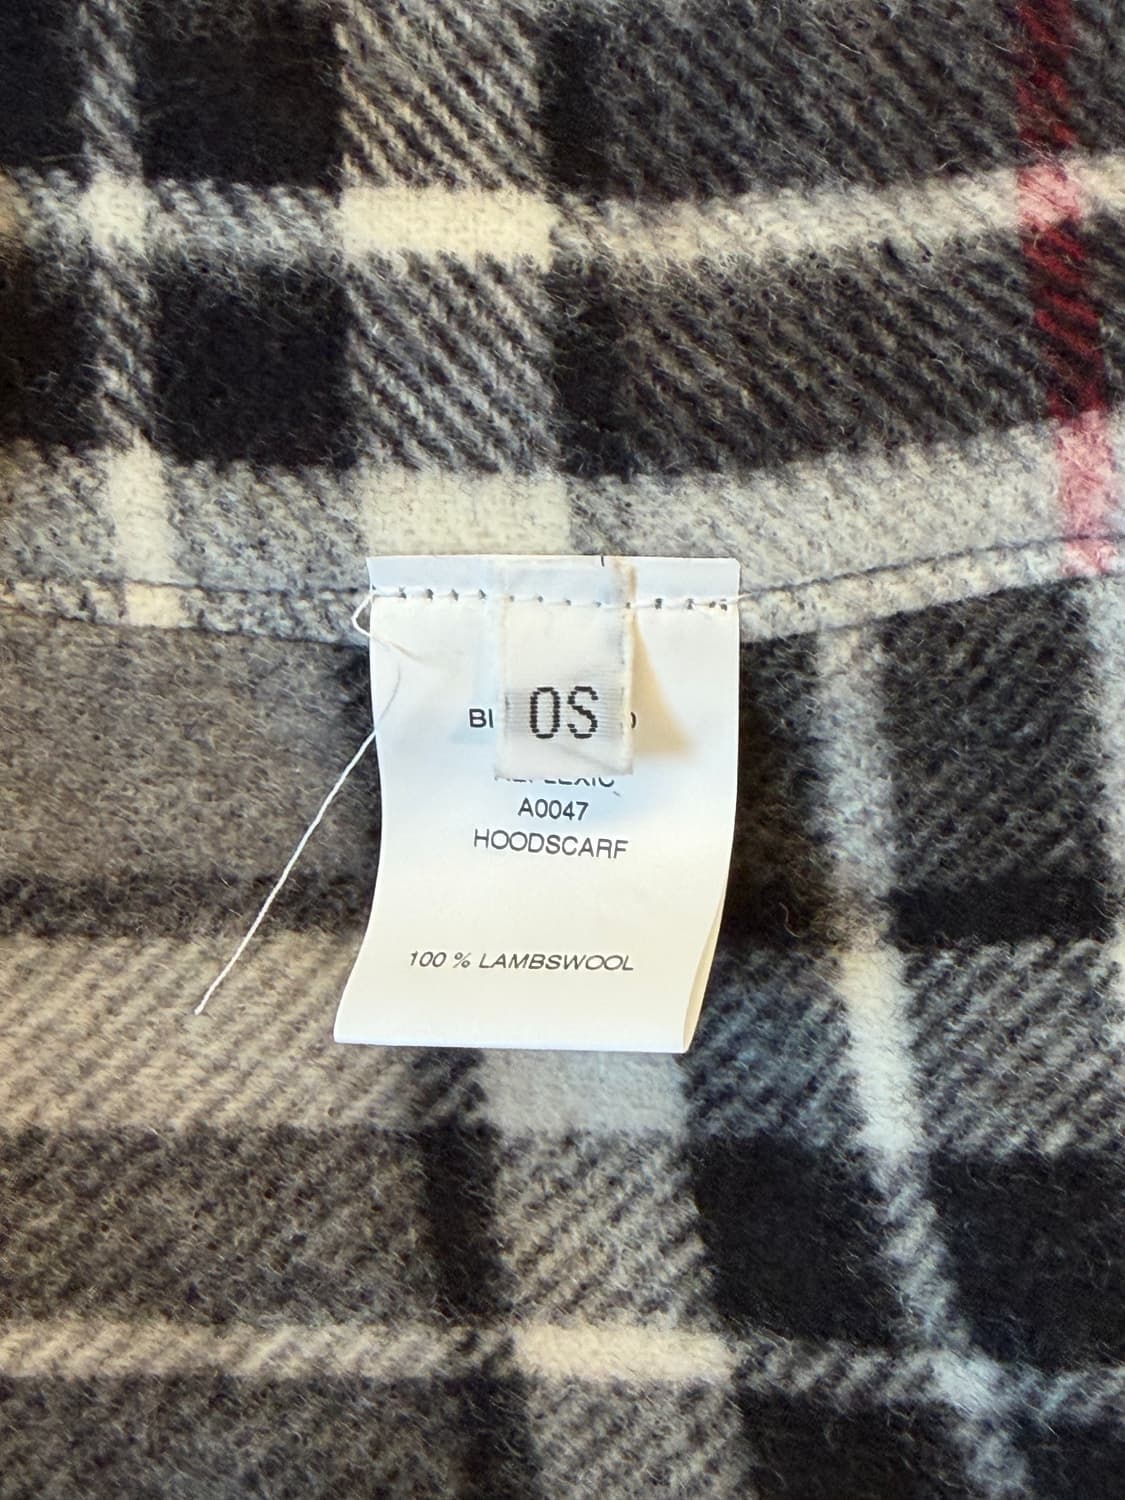 OS
A0047
HOODSCARF
100 % LAMBSWOOL